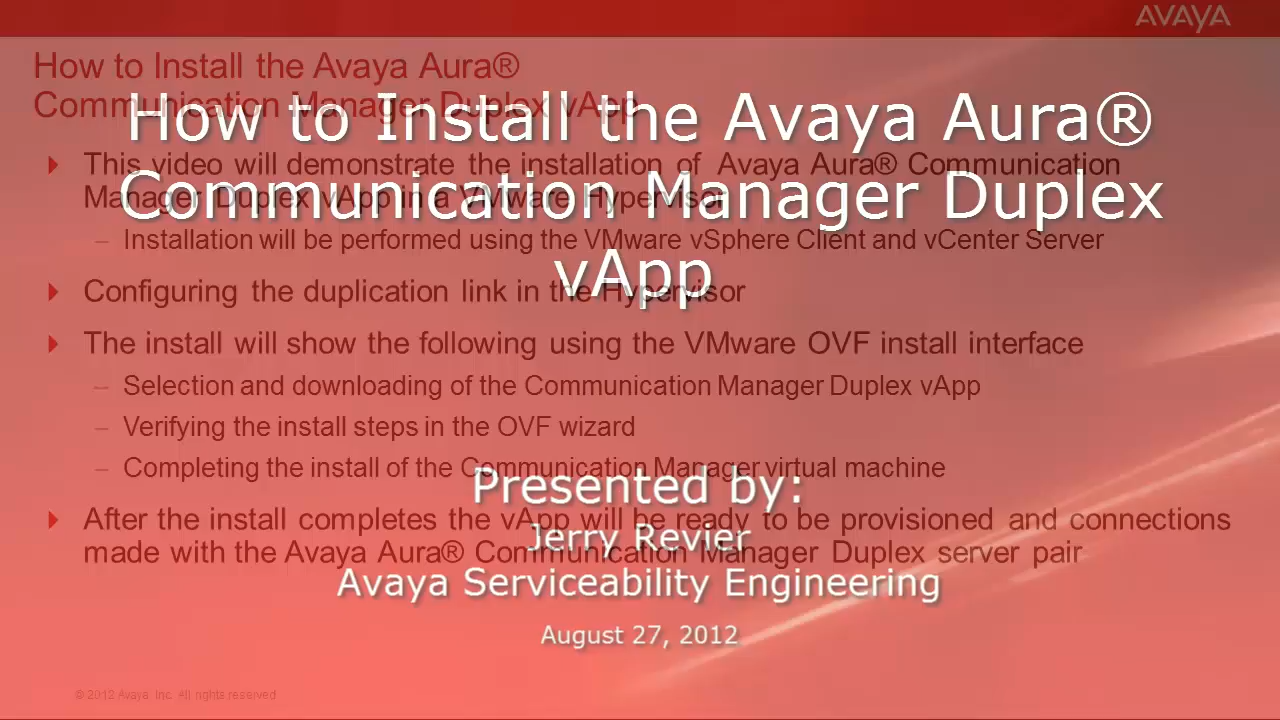 AVAYA
How to Install the Avaya Aura®
Communication Manager Duplex vApp
How to Install the Avaya Aura®
Communication Manager Duplex
vApp
This video will demonstrate the installation of Avaya Aura® Communication
Manager Duplex vApp in a VMware Hypervisor
– Installation will be performed using the VMware vSphere Client and vCenter Server
Configuring the duplication link in the Hypervisor
The install will show the following using the VMware OVF install interface
– Selection and downloading of the Communication Manager Duplex vApp
– Verifying the install steps in the OVF wizard
– Completing the install of the Communication Manager virtual machine
Presented by:
Jerry Revier
Avaya Serviceability Engineering
August 27, 2012
After the install completes the vApp will be ready to be provisioned and connections
made with the Avaya Aura® Communication Manager Duplex server pair
© 2012 Avaya, Inc. All rights reserved.